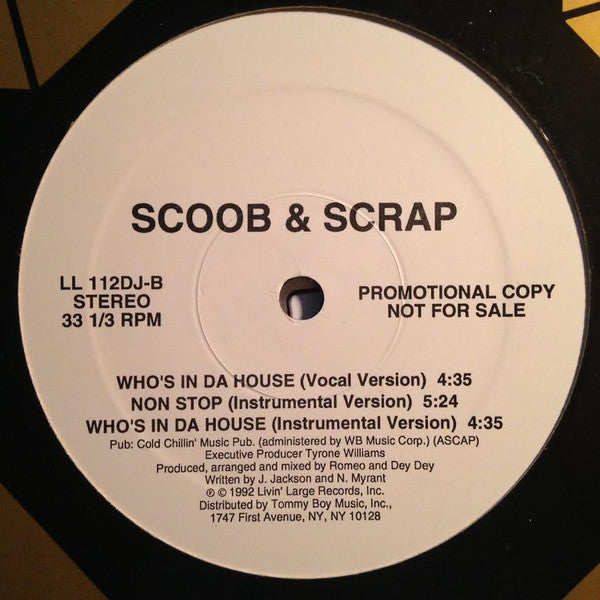 SCOOB & SCRAP
LL 112DJ-B
STEREO
33 1/3 RPM
PROMOTIONAL COPY
NOT FOR SALE
WHO'S IN DA HOUSE (Vocal Version) 4:35
NON STOP (Instrumental Version) 5:24
WHO'S IN DA HOUSE (Instrumental Version) 4:35
Pub: Cold Chillin' Music Pub. (administered by WB Music Corp.) (ASCAP)
Executive Producer Tyrone Williams
Produced, arranged and mixed by Romeo and Dey Dey
Written by J. Jackson and N. Myrant
℗ © 1992 Livin' Large Records, Inc.
Distributed by Tommy Boy Music, Inc.,
1747 First Avenue, NY, NY 10128